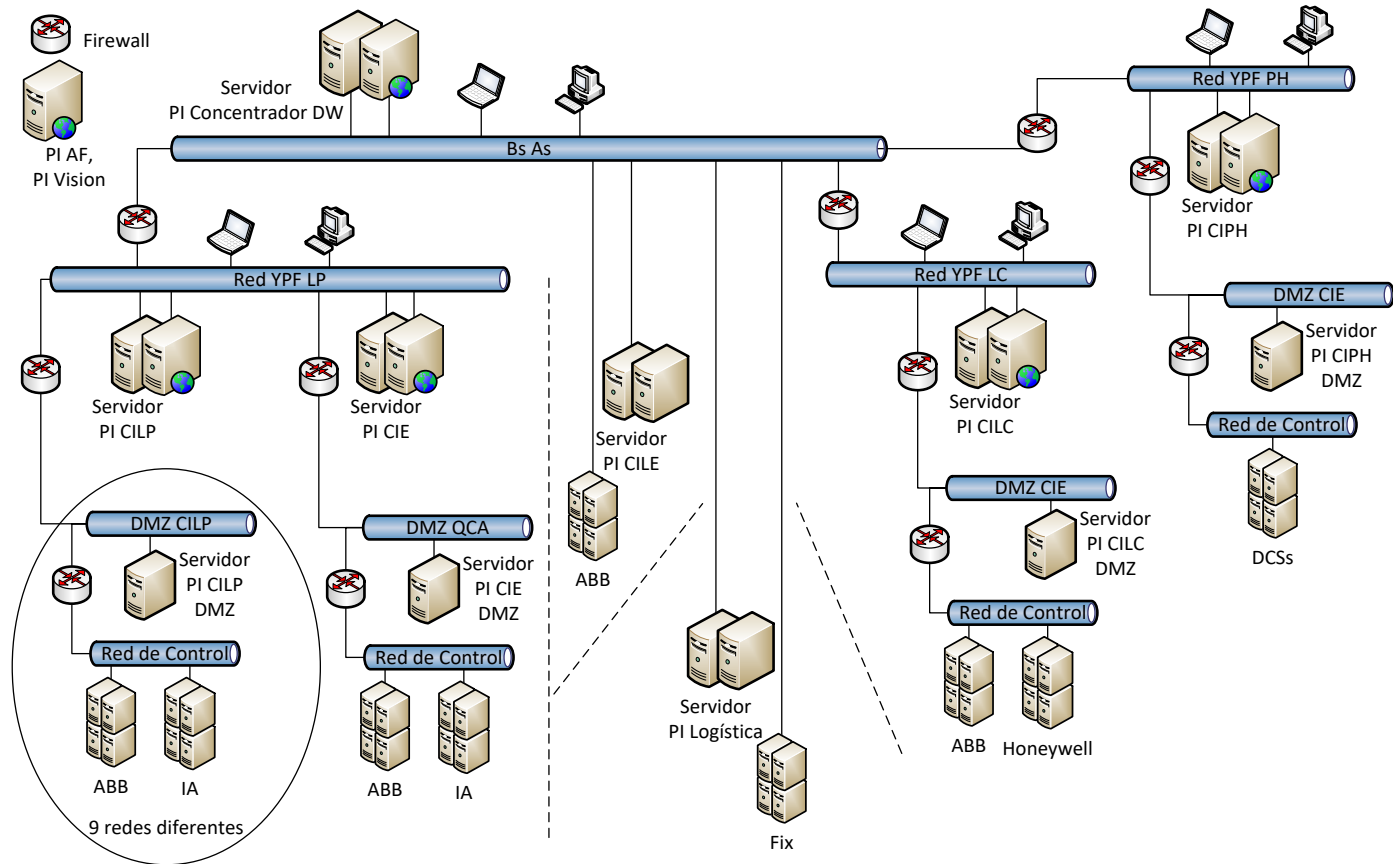 Firewall
PI AF,
PI Vision
Servidor
PI Concentrador DW
Bs As
Red YPF PH
Servidor
PI CIPH
Red YPF LP
Red YPF LC
DMZ CIE
Servidor
PI CIPH
DMZ
Servidor
PI CILP
Servidor
PI CIE
Servidor
PI CILE
Servidor
PI CILC
Red de Control
DCSs
DMZ CILP
Servidor
PI CILP
DMZ
DMZ QCA
Servidor
PI CIE
DMZ
ABB
DMZ CIE
Servidor
PI CILC
DMZ
Red de Control
ABB
IA
9 redes diferentes
Red de Control
ABB
IA
Servidor
PI Logística
Fix
Red de Control
ABB
Honeywell